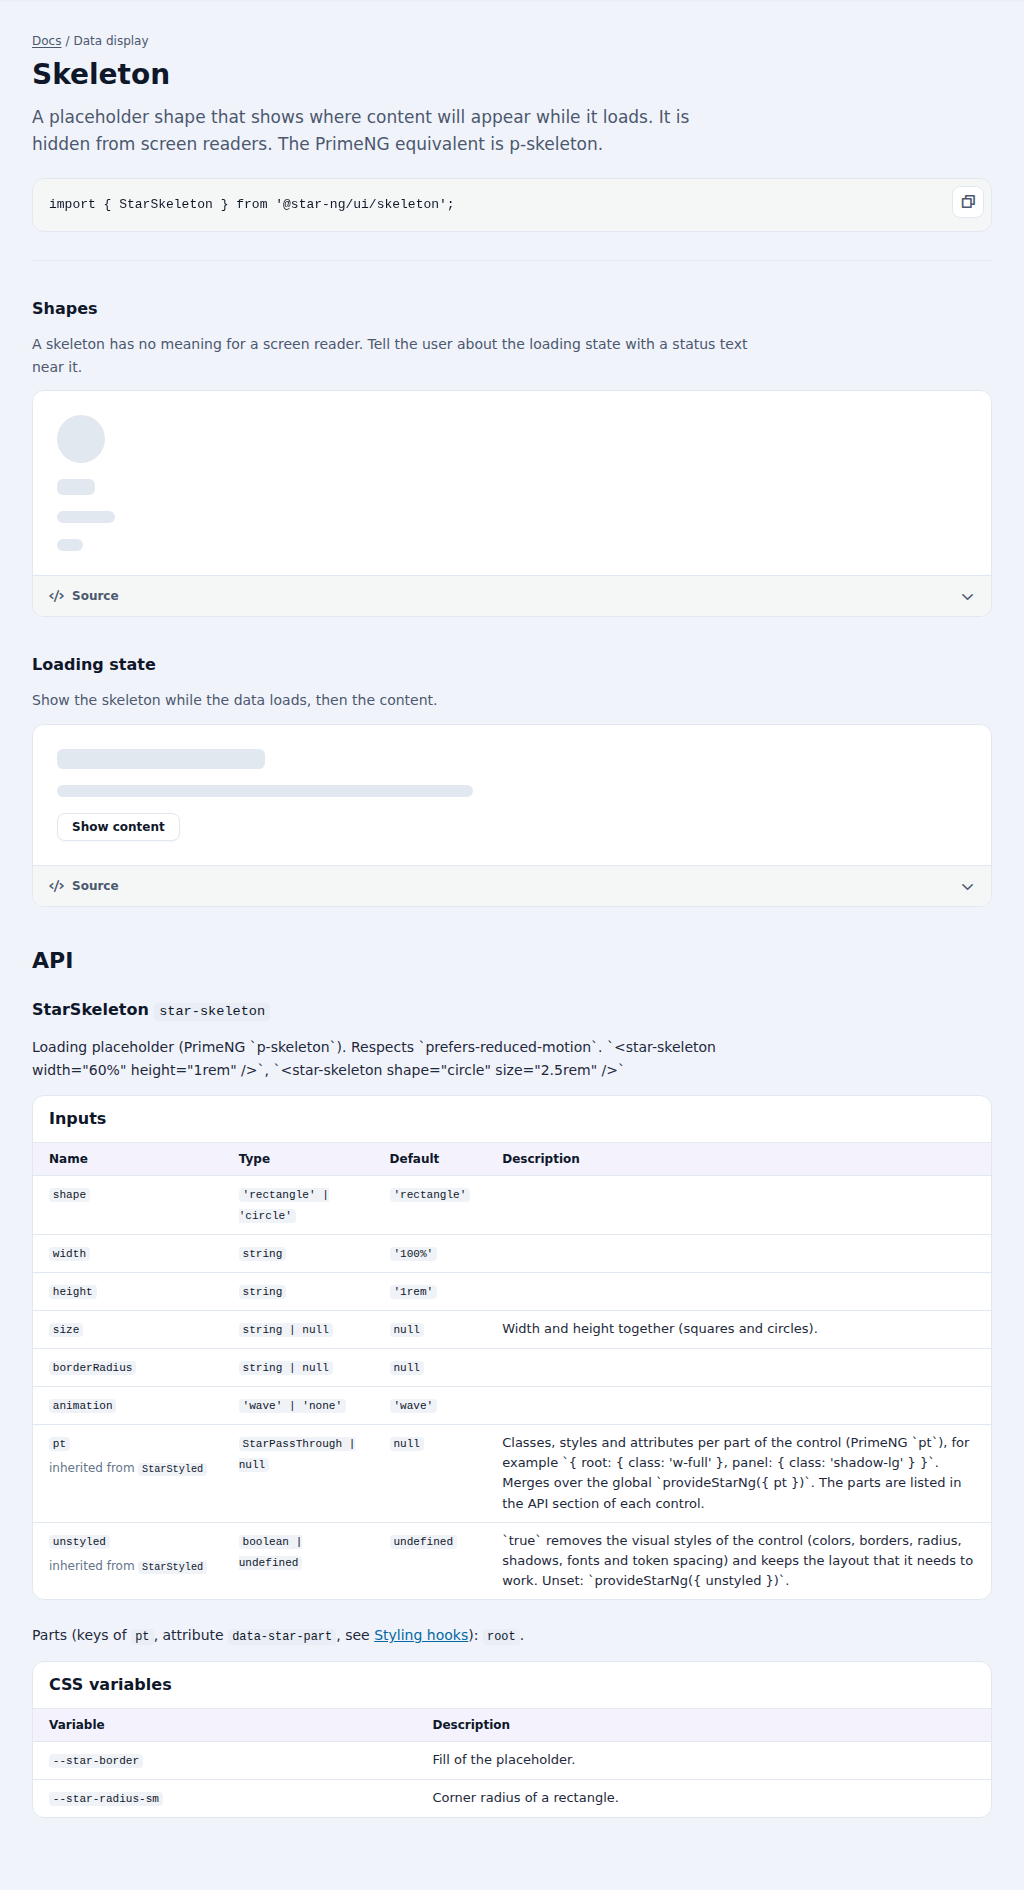 Docs / Data display
Skeleton
A placeholder shape that shows where content will appear while it loads. It is
hidden from screen readers. The PrimeNG equivalent is p-skeleton.
import { StarSkeleton } from '@star-ng/ui/skeleton';
Shapes
A skeleton has no meaning for a screen reader. Tell the user about the loading state with a status text
near it.
Source
Loading state
Show the skeleton while the data loads, then the content.
Show content
Source
API
StarSkeleton star-skeleton
Loading placeholder (PrimeNG `p-skeleton`). Respects `prefers-reduced-motion`. `<star-skeleton
width="60%" height="1rem" />`, `<star-skeleton shape="circle" size="2.5rem" />`
Inputs
Name Type Default Description
shape 'rectangle' | 'rectangle'
'circle'
width string '100%'
height string '1rem'
size string | null null Width and height together (squares and circles).
borderRadius string | null null
animation 'wave' | 'none' 'wave'
pt StarPassThrough | null Classes, styles and attributes per part of the control (PrimeNG `pt`), for
inherited from StarStyled null example `{ root: { class: 'w-full' }, panel: { class: 'shadow-lg' } }`.
Merges over the global `provideStarNg({ pt })`. The parts are listed in
the API section of each control.
unstyled boolean | undefined `true` removes the visual styles of the control (colors, borders, radius,
inherited from StarStyled undefined shadows, fonts and token spacing) and keeps the layout that it needs to
work. Unset: `provideStarNg({ unstyled })`.
Parts (keys of pt, attribute data-star-part, see Styling hooks): root.
CSS variables
Variable Description
--star-border Fill of the placeholder.
--star-radius-sm Corner radius of a rectangle.